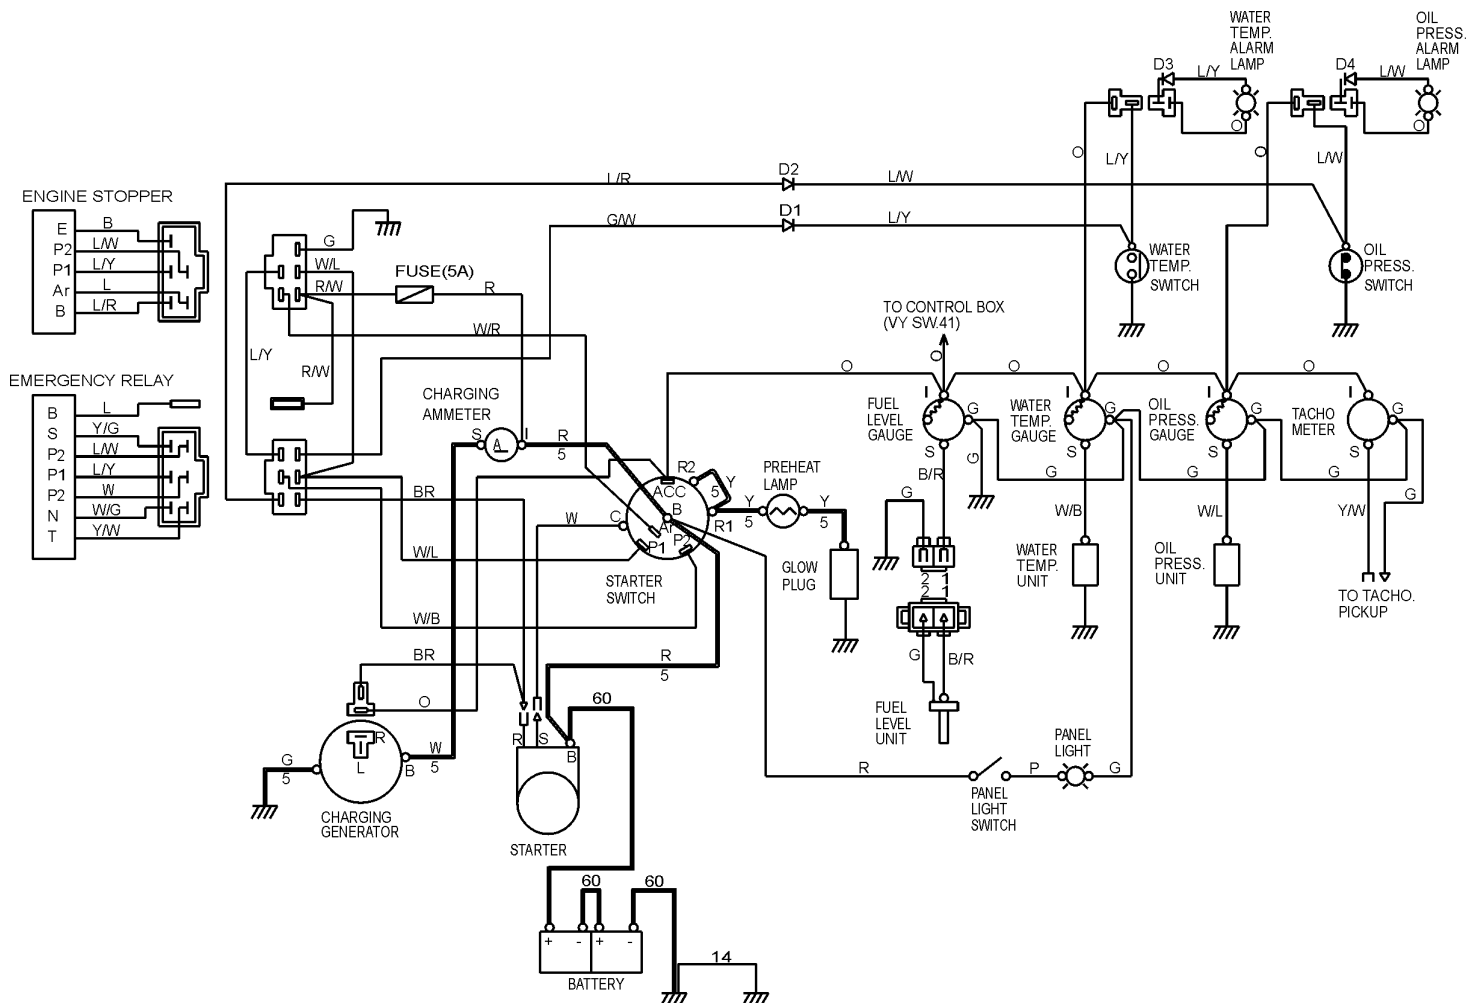 WATER
TEMP.
ALARM
LAMP
OIL
PRESS.
ALARM
LAMP
D3
L/Y
D4
L/W
O
O
O
L/Y
O
L/W
D2
L/R
L/W
D1
G/W
L/Y
ENGINE STOPPER
E
B
P2
L/W
P1
L/Y
Ar
L
B
L/R
G
W/L
R/W
FUSE(5A)
R
WATER
TEMP.
SWITCH
OIL
PRESS.
SWITCH
TO CONTROL BOX
(VY SW.41)
O
W/R
L/Y
R/W
EMERGENCY RELAY
B
L
S
Y/G
P2
L/W
P1
L/Y
P2
W
N
W/G
T
Y/W
CHARGING
AMMETER
S
A
I
R
5
O
O
O
O
FUEL
LEVEL
GAUGE
I
G
S
WATER
TEMP.
GAUGE
I
G
S
OIL
PRESS.
GAUGE
I
G
S
TACHO
METER
I
G
S
B/R
G
G
G
G
G
BR
W
C
ACC
B
Ar
P1
P2
R2
R1
Y
5
STARTER
SWITCH
PREHEAT
LAMP
Y
5
Y
5
GLOW
PLUG
W/L
W/B
G
2 1
2 1
G
B/R
FUEL
LEVEL
UNIT
W/B
WATER
TEMP.
UNIT
W/L
OIL
PRESS.
UNIT
Y/W
TO TACHO.
PICKUP
BR
O
R
5
60
R
L
B
W
5
G
5
CHARGING
GENERATOR
R
S
B
STARTER
R
PANEL
LIGHT
SWITCH
P
PANEL
LIGHT
G
60
60
+ - + -
BATTERY
14